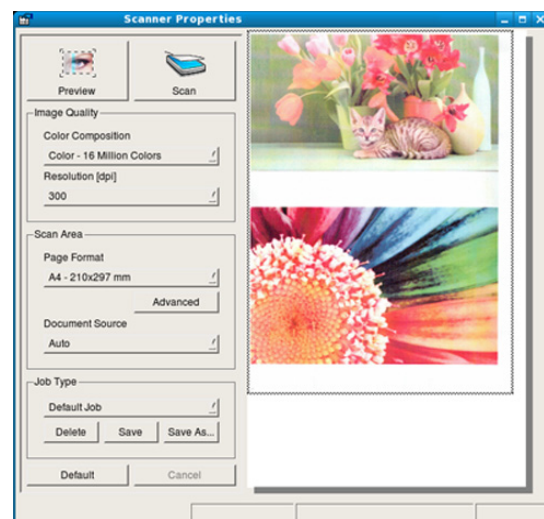 Scanner Properties
Preview
Scan
Image Quality
Color Composition
Color - 16 Million Colors
Resolution [dpi]
300
Scan Area
Page Format
A4 - 210x297 mm
Advanced
Document Source
Auto
Job Type
Default Job
Delete
Save
Save As...
Default
Cancel